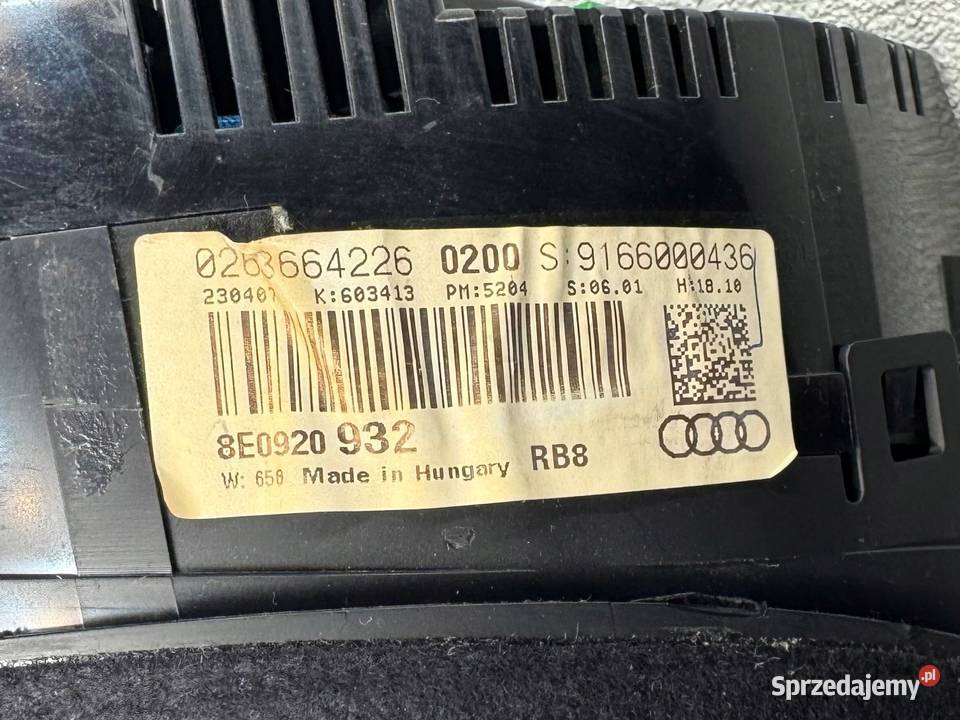 0263664226 0200 S:9166000436
230407 K:603413 PM:5204 S:06.01 H:18.10
8E0920 932
W: 658 Made in Hungary RB8
Sprzedajemy.pl